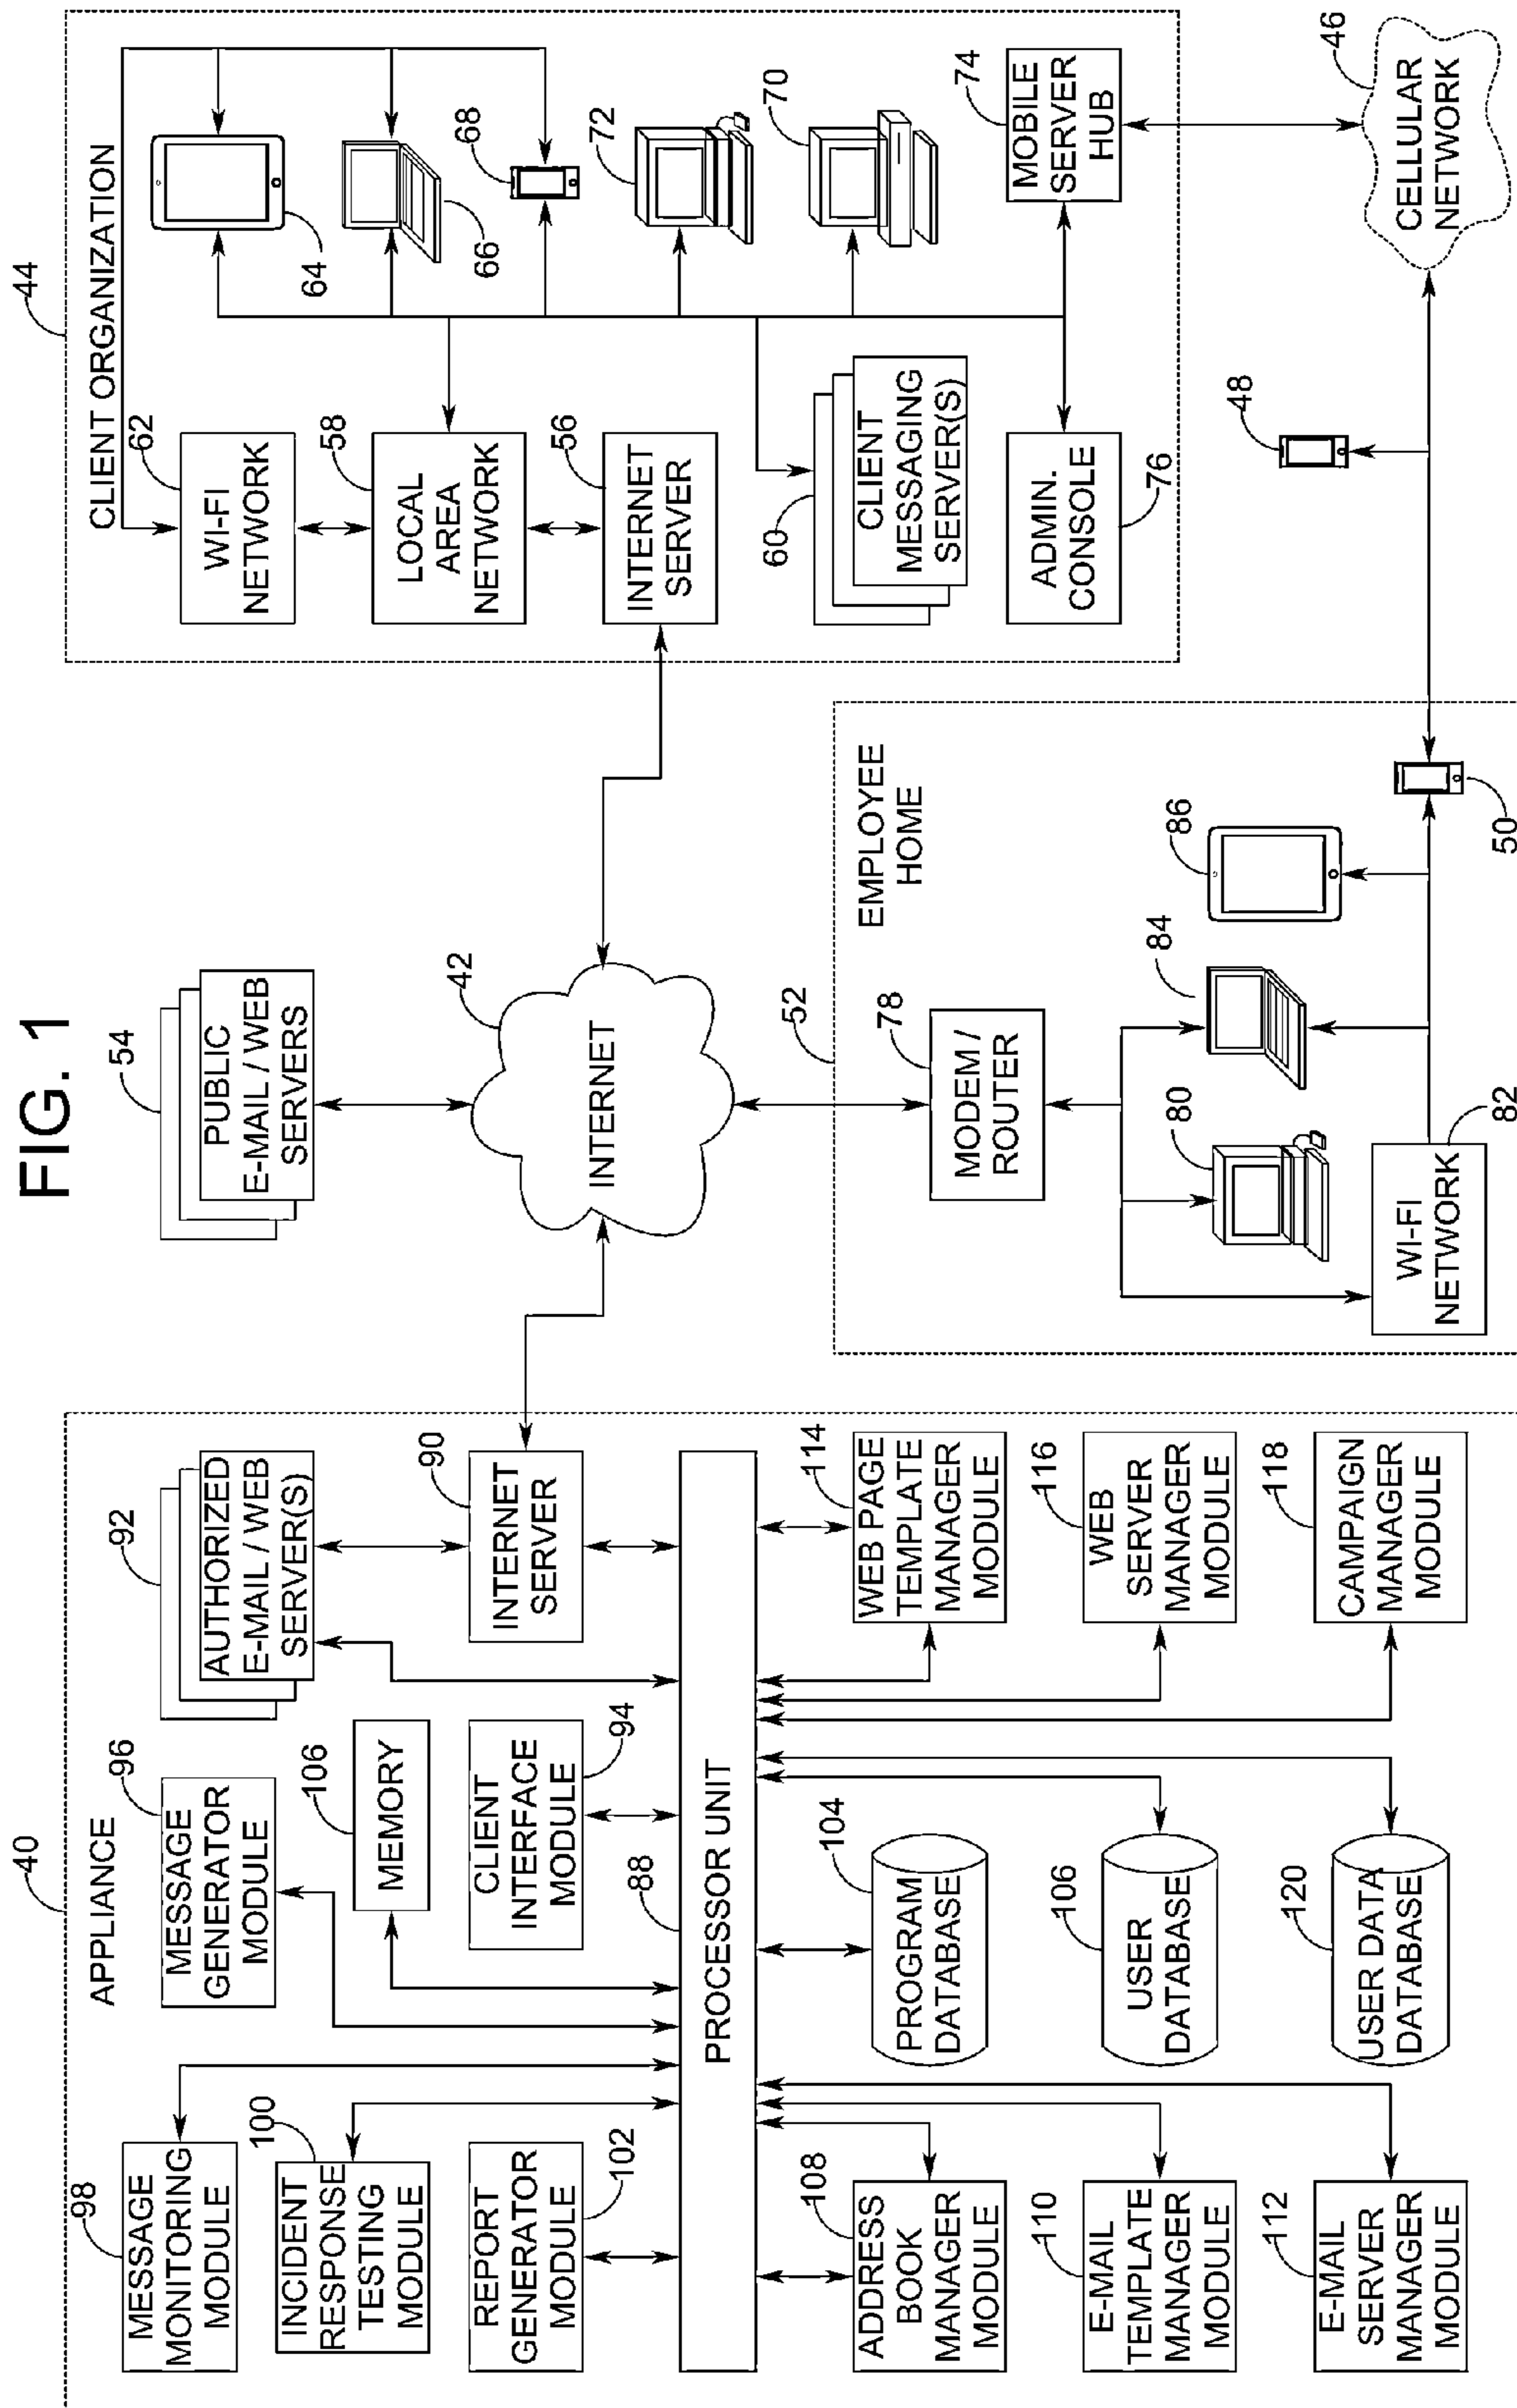 FIG. 1
40
APPLIANCE
98
MESSAGE
MONITORING
MODULE
100
INCIDENT
RESPONSE
TESTING
MODULE
REPORT
GENERATOR
MODULE
102
96
MESSAGE
GENERATOR
MODULE
106
MEMORY
CLIENT
INTERFACE
MODULE
94
92
AUTHORIZED
E-MAIL / WEB
SERVER(S)
90
INTERNET
SERVER
88
PROCESSOR UNIT
108
ADDRESS
BOOK
MANAGER
MODULE
110
E-MAIL
TEMPLATE
MANAGER
MODULE
112
E-MAIL
SERVER
MANAGER
MODULE
104
PROGRAM
DATABASE
106
USER
DATABASE
120
USER DATA
DATABASE
114
WEB PAGE
TEMPLATE
MANAGER
MODULE
116
WEB
SERVER
MANAGER
MODULE
118
CAMPAIGN
MANAGER
MODULE
54
PUBLIC
E-MAIL / WEB
SERVERS
42
INTERNET
52
EMPLOYEE
HOME
78
MODEM /
ROUTER
80
84
86
WI-FI
NETWORK
82
50
44
CLIENT ORGANIZATION
62
WI-FI
NETWORK
58
LOCAL
AREA
NETWORK
56
INTERNET
SERVER
60
CLIENT
MESSAGING
SERVER(S)
ADMIN.
CONSOLE
76
64
66
68
72
70
74
MOBILE
SERVER
HUB
48
46
CELLULAR
NETWORK